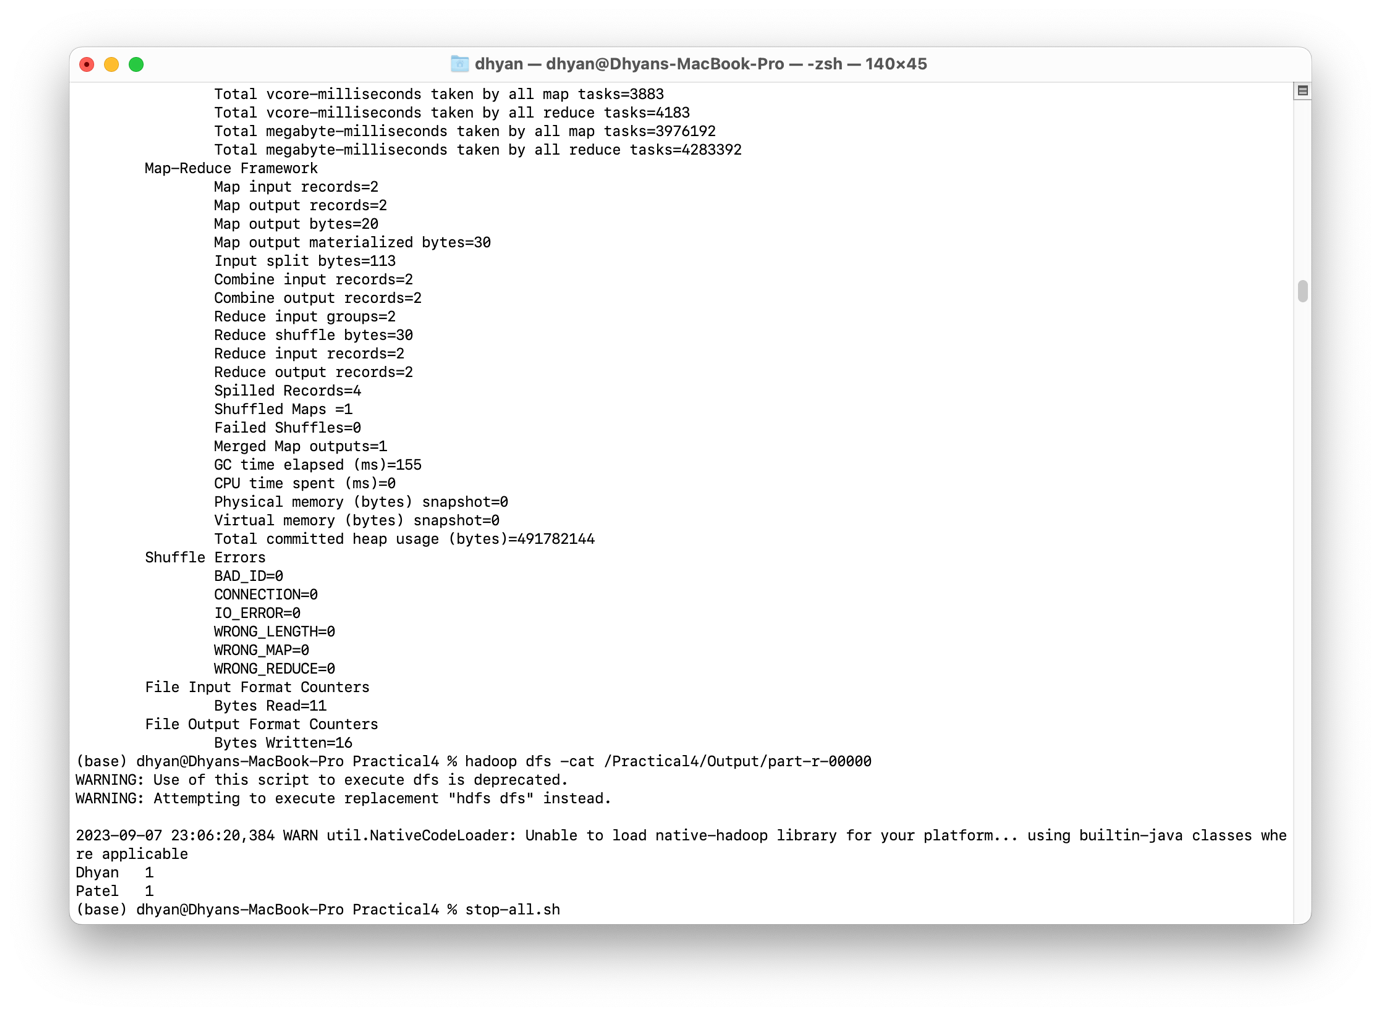 dhyan — dhyan@Dhyans-MacBook-Pro — -zsh — 140×45
Total vcore-milliseconds taken by all map tasks=3883
Total vcore-milliseconds taken by all reduce tasks=4183
Total megabyte-milliseconds taken by all map tasks=3976192
Total megabyte-milliseconds taken by all reduce tasks=4283392
Map-Reduce Framework
Map input records=2
Map output records=2
Map output bytes=20
Map output materialized bytes=30
Input split bytes=113
Combine input records=2
Combine output records=2
Reduce input groups=2
Reduce shuffle bytes=30
Reduce input records=2
Reduce output records=2
Spilled Records=4
Shuffled Maps =1
Failed Shuffles=0
Merged Map outputs=1
GC time elapsed (ms)=155
CPU time spent (ms)=0
Physical memory (bytes) snapshot=0
Virtual memory (bytes) snapshot=0
Total committed heap usage (bytes)=491782144
Shuffle Errors
BAD_ID=0
CONNECTION=0
IO_ERROR=0
WRONG_LENGTH=0
WRONG_MAP=0
WRONG_REDUCE=0
File Input Format Counters
Bytes Read=11
File Output Format Counters
Bytes Written=16
(base) dhyan@Dhyans-MacBook-Pro Practical4 % hadoop dfs -cat /Practical4/Output/part-r-00000
WARNING: Use of this script to execute dfs is deprecated.
WARNING: Attempting to execute replacement "hdfs dfs" instead.
2023-09-07 23:06:20,384 WARN util.NativeCodeLoader: Unable to load native-hadoop library for your platform... using builtin-java classes whe
re applicable
Dhyan 1
Patel 1
(base) dhyan@Dhyans-MacBook-Pro Practical4 % stop-all.sh